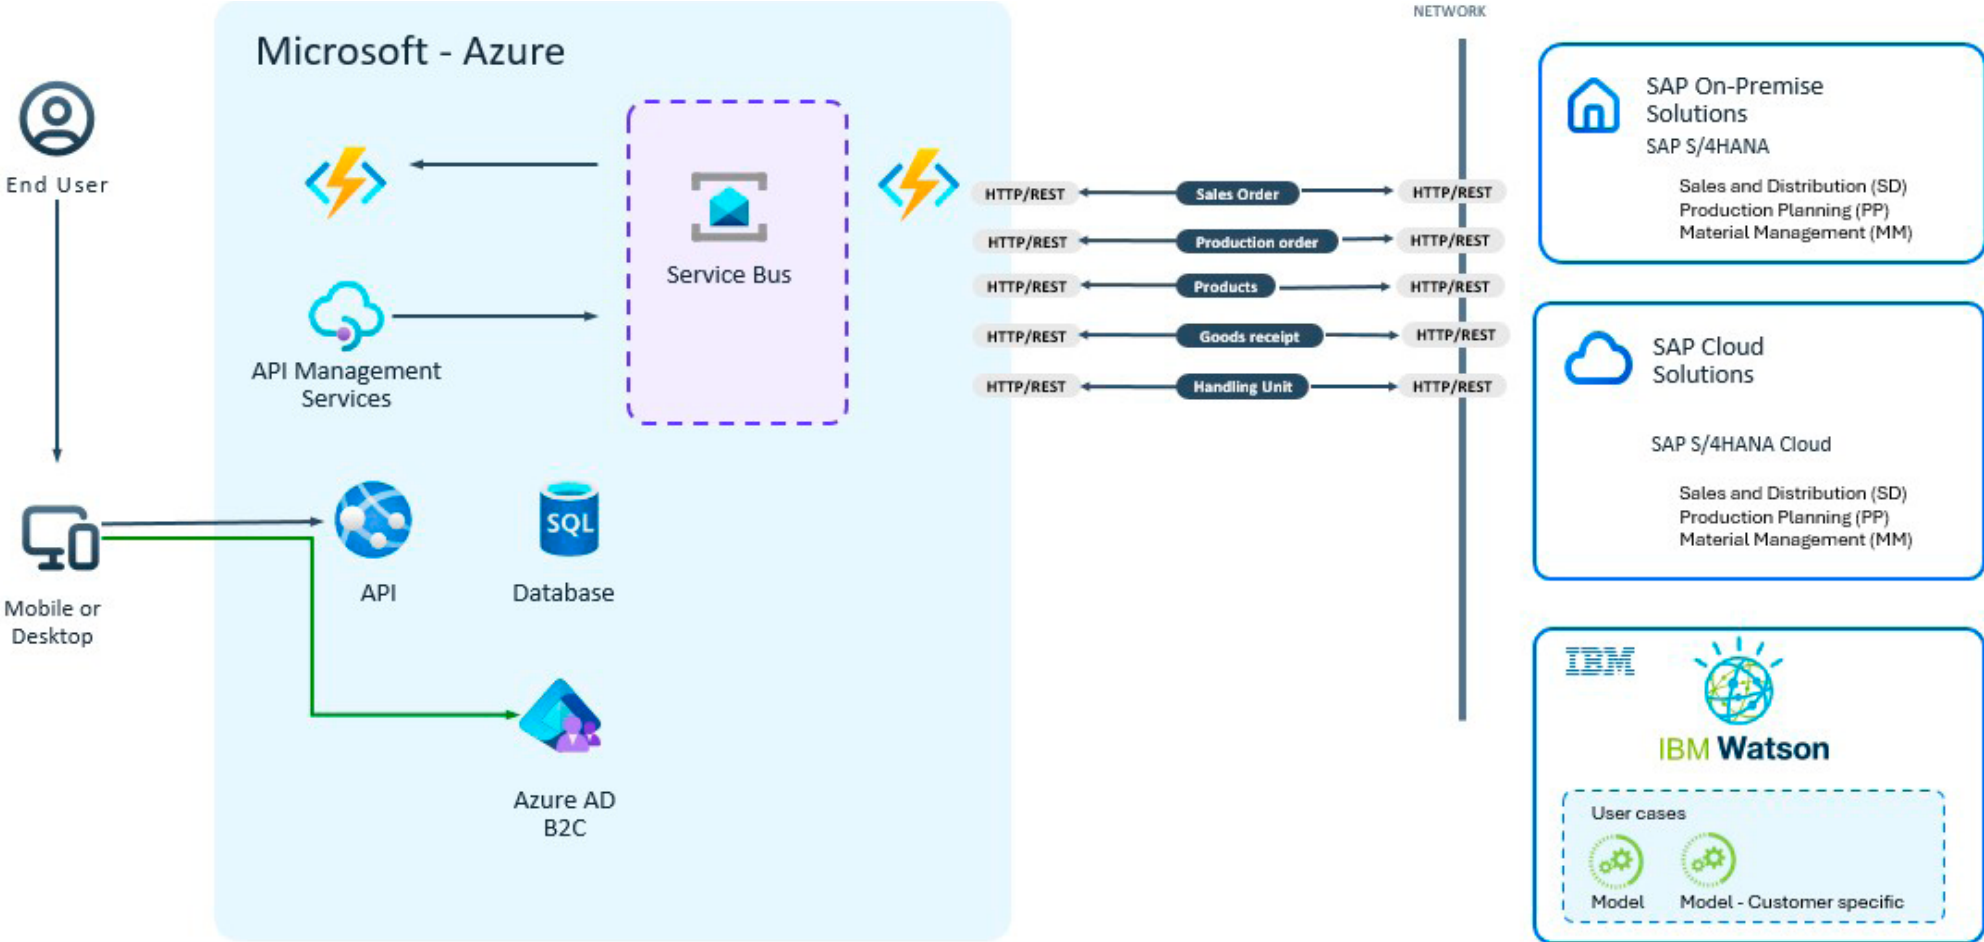 NETWORK
Microsoft - Azure
End User
Service Bus
API Management
Services
API
SQL
Database
Mobile or
Desktop
Azure AD
B2C
HTTP/REST
Sales Order
HTTP/REST
HTTP/REST
Production order
HTTP/REST
HTTP/REST
Products
HTTP/REST
HTTP/REST
Goods receipt
HTTP/REST
HTTP/REST
Handling Unit
HTTP/REST
SAP On-Premise
Solutions
SAP S/4HANA
Sales and Distribution (SD)
Production Planning (PP)
Material Management (MM)
SAP Cloud
Solutions
SAP S/4HANA Cloud
Sales and Distribution (SD)
Production Planning (PP)
Material Management (MM)
IBM
IBM Watson
User cases
Model
Model - Customer specific